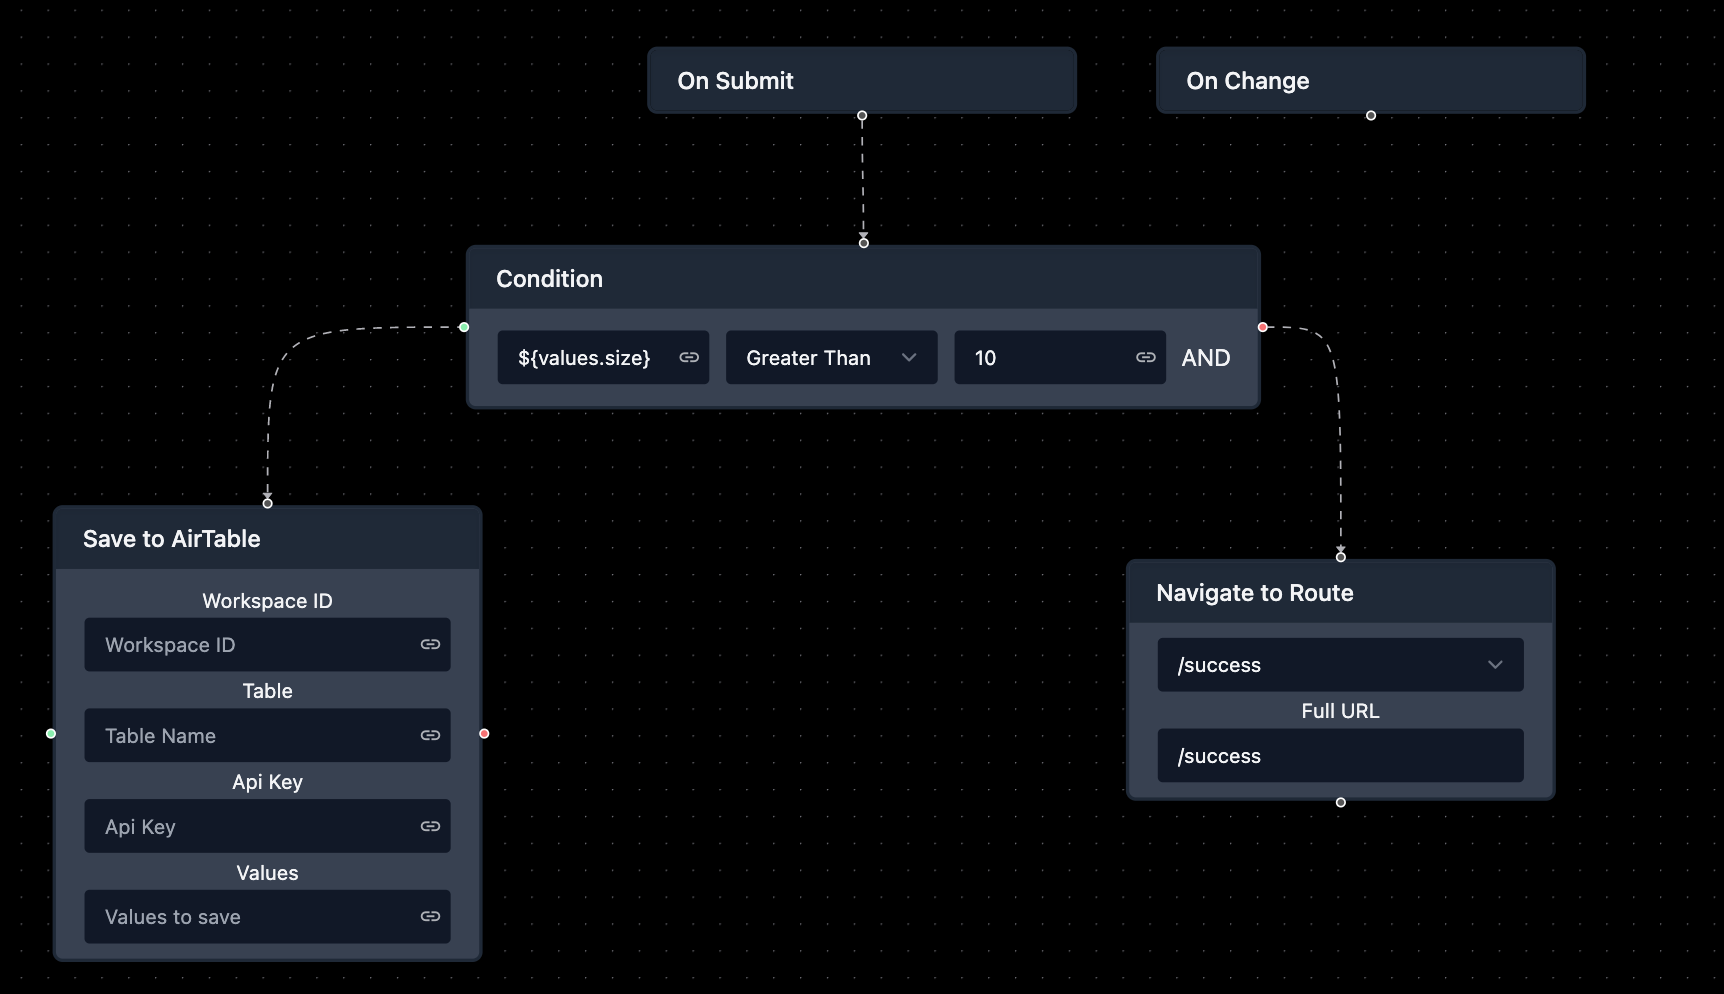 On Submit
On Change
Condition
${values.size}
Greater Than
10
AND
Save to AirTable
Workspace ID
Workspace ID
Table
Table Name
Api Key
Api Key
Values
Values to save
Navigate to Route
/success
Full URL
/success